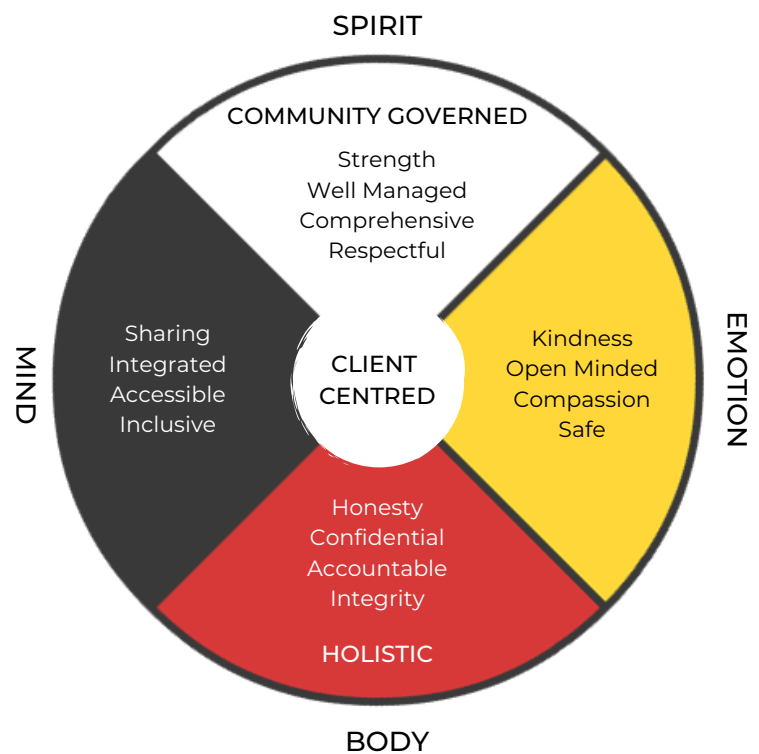 SPIRIT
COMMUNITY GOVERNED
Strength
Well Managed
Comprehensive
Respectful
MIND
Sharing
Integrated
Accessible
Inclusive
CLIENT
CENTRED
Kindness
Open Minded
Compassion
Safe
EMOTION
Honesty
Confidential
Accountable
Integrity
HOLISTIC
BODY